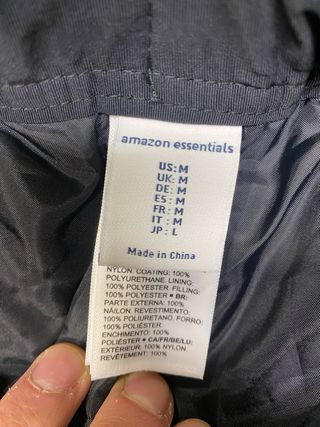 amazon essentials
US: M
UK: M
DE: M
ES: M
FR: M
IT: M
JP: L
Made in China
NYLON. COATING: 100%
POLYURETHANE. LINING:
100% POLYESTER. FILLING:
100% POLYESTER • BR:
PARTE EXTERNA: 100%
NÁILON. REVESTIMENTO:
100% POLIURETANO. FORRO:
100% POLIÉSTER.
ENCHIMENTO: 100%
POLIÉSTER • CA/FR/BE/LU:
EXTÉRIEUR: 100% NYLON.
REVÊTEMENT: 100%